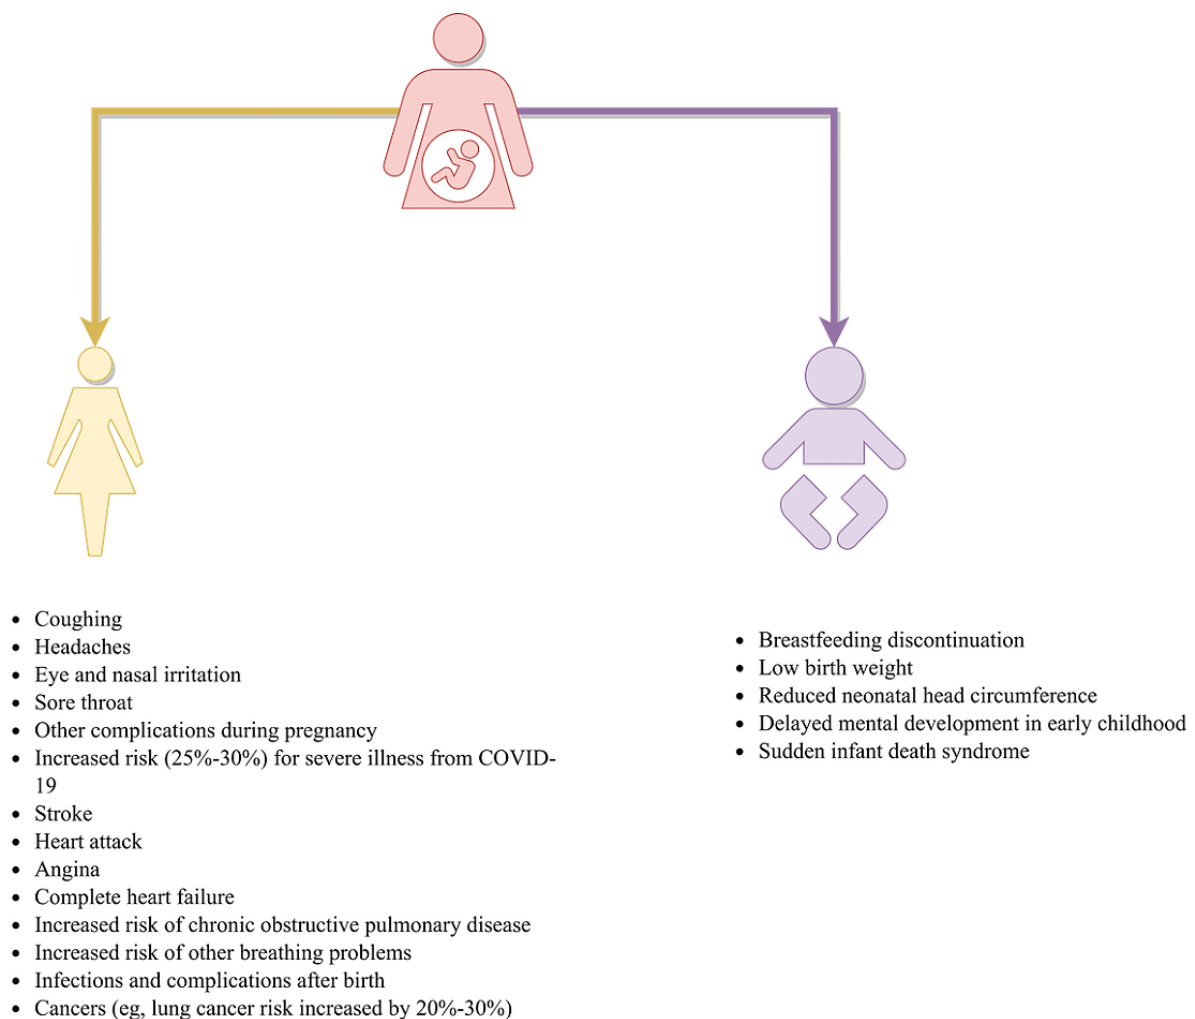 • Coughing
• Headaches
• Eye and nasal irritation
• Sore throat
• Other complications during pregnancy
• Increased risk (25%-30%) for severe illness from COVID-
19
• Stroke
• Heart attack
• Angina
• Complete heart failure
• Increased risk of chronic obstructive pulmonary disease
• Increased risk of other breathing problems
• Infections and complications after birth
• Cancers (eg, lung cancer risk increased by 20%-30%)
• Breastfeeding discontinuation
• Low birth weight
• Reduced neonatal head circumference
• Delayed mental development in early childhood
• Sudden infant death syndrome